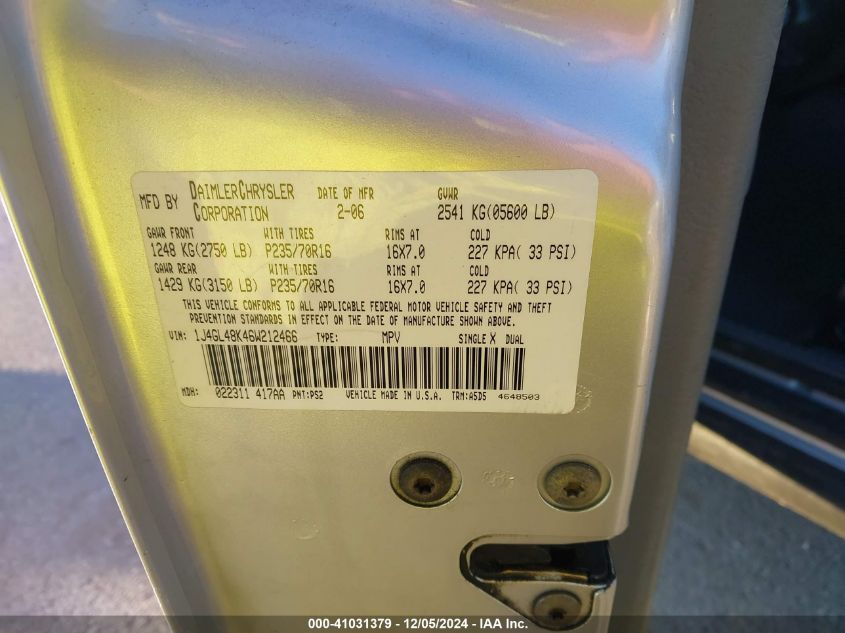 MFD BY DAIMLERCHRYSLER CORPORATION DATE OF MFR 2-06 GVWR 2541 KG(05600 LB)
GAWR FRONT WITH TIRES RIMS AT COLD
1248 KG(2750 LB) P235/70R16 16X7.0 227 KPA( 33 PSI)
GAWR REAR WITH TIRES RIMS AT COLD
1429 KG(3150 LB) P235/70R16 16X7.0 227 KPA( 33 PSI)
THIS VEHICLE CONFORMS TO ALL APPLICABLE FEDERAL MOTOR VEHICLE SAFETY AND THEFT
PREVENTION STANDARDS IN EFFECT ON THE DATE OF MANUFACTURE SHOWN ABOVE.
VIN: 1J4GL48K46W212466 TYPE: MPV SINGLE X DUAL
MDH: 022311 417AA PNT:PS2 VEHICLE MADE IN U.S.A. TRM:A5D5 4648503
000-41031379 - 12/05/2024 - IAA Inc.